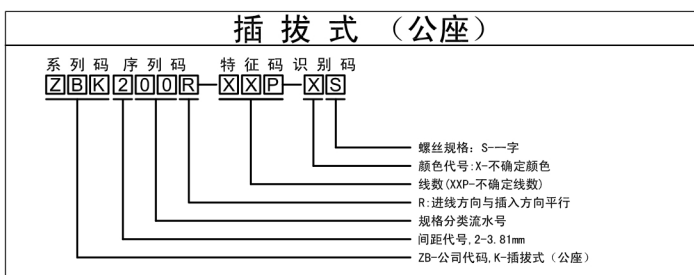 插拔式（公座）
系列码 序列码 特征码识别码
ZBK200R-XXP-XS
螺丝规格：S-一字
颜色代号:X-不确定颜色
线数(XXP-不确定线数)
R:进线方向与插入方向平行
规格分类流水号
间距代号,2-3.81mm
ZB-公司代码,K-插拔式（公座）